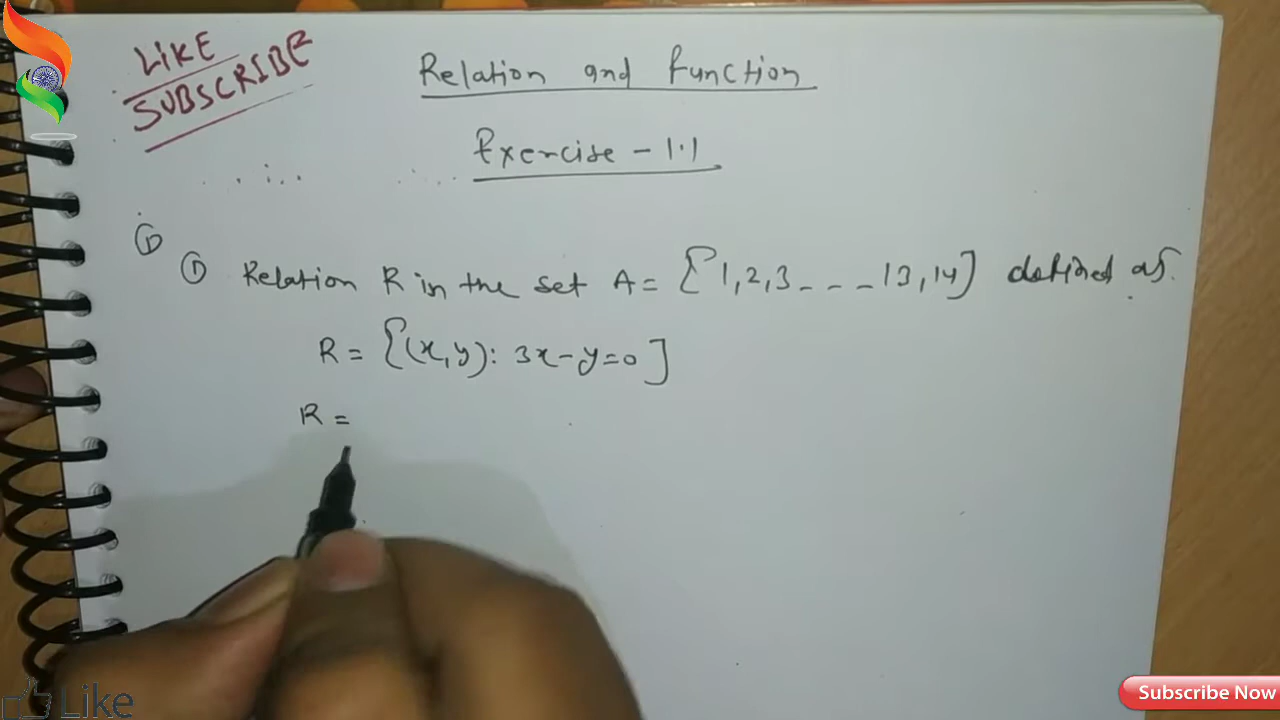 LIKE
SUBSCRIBE
Relation and function
Exercise - 1.1
① ① Relation R in the set A = {1,2,3 - - - 13,14] defined as.
R = {(x,y): 3x-y=0]
R =
Like
Subscribe Now